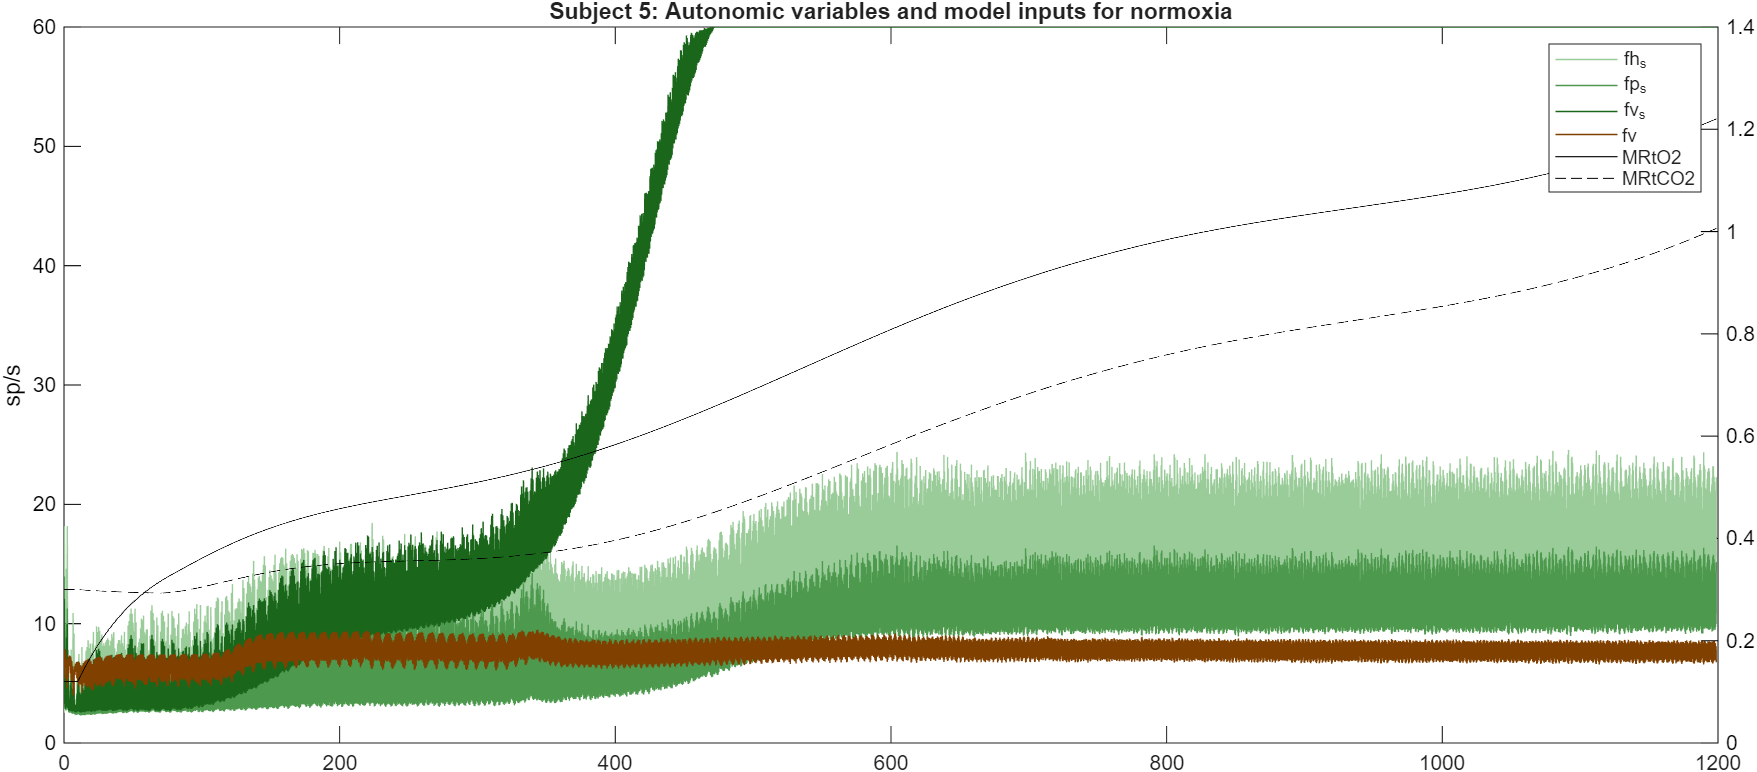 Subject 5: Autonomic variables and model inputs for normoxia
60
50
40
30
20
10
0
sp/s
1.4
1.2
1
0.8
0.6
0.4
0.2
0
fhs
fps
fvs
fv
MRtO2
MRtCO2
0 200 400 600 800 1000 1200